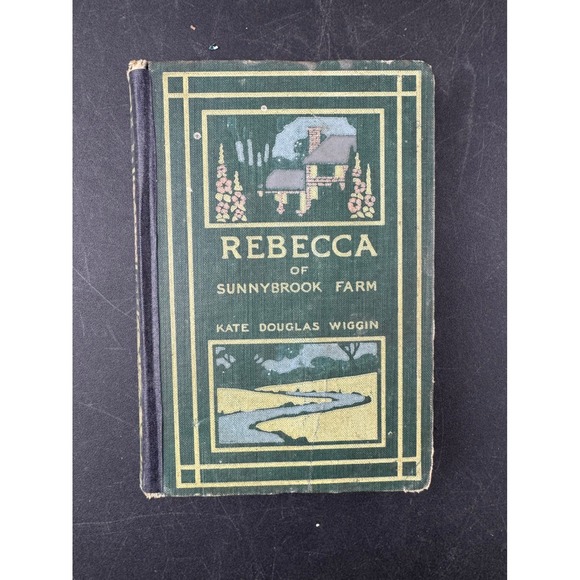 REBECCA
OF
SUNNYBROOK FARM
KATE DOUGLAS WIGGIN